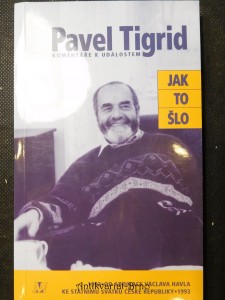 Pavel Tigrid
KOMENTÁŘE K UDÁLOSTEM
JAK
TO
ŠLO
VÁCLAVA HAVLA
KE STÁTNÍMU SVÁTKU ČESKÉ REPUBLIKY • 1993